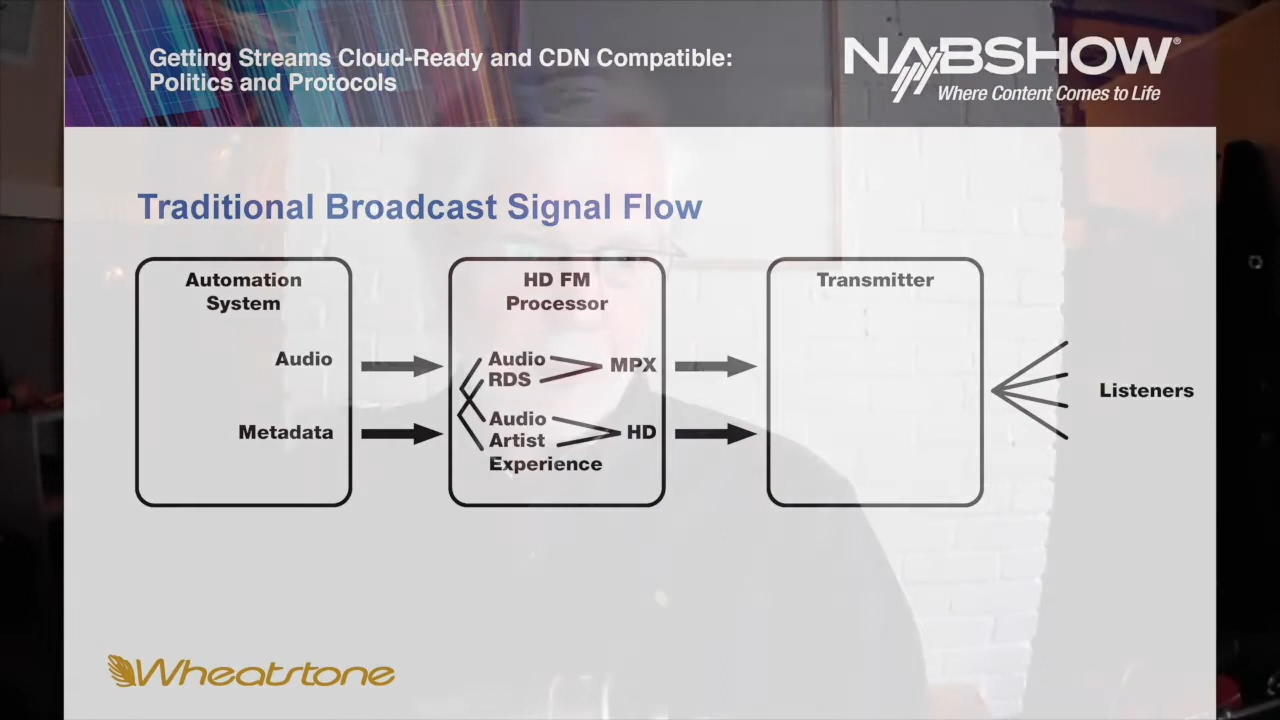 Getting Streams Cloud-Ready and CDN Compatible:
Politics and Protocols
NABSHOW®
Where Content Comes to Life
Traditional Broadcast Signal Flow
Automation
System
Audio
Metadata
HD FM
Processor
Audio
RDS
MPX
Audio
Artist
Experience
HD
Transmitter
Listeners
Wheatstone